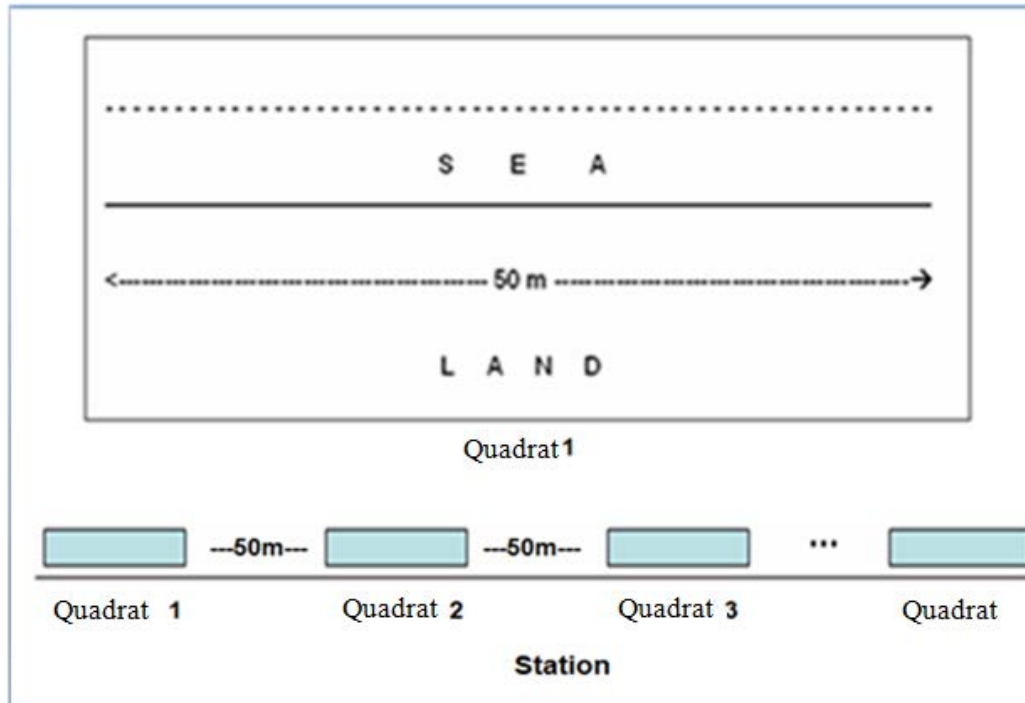 S E A
50 m
L A N D
Quadrat 1
---50m--- ---50m--- ...
Quadrat 1 Quadrat 2 Quadrat 3 Quadrat
Station